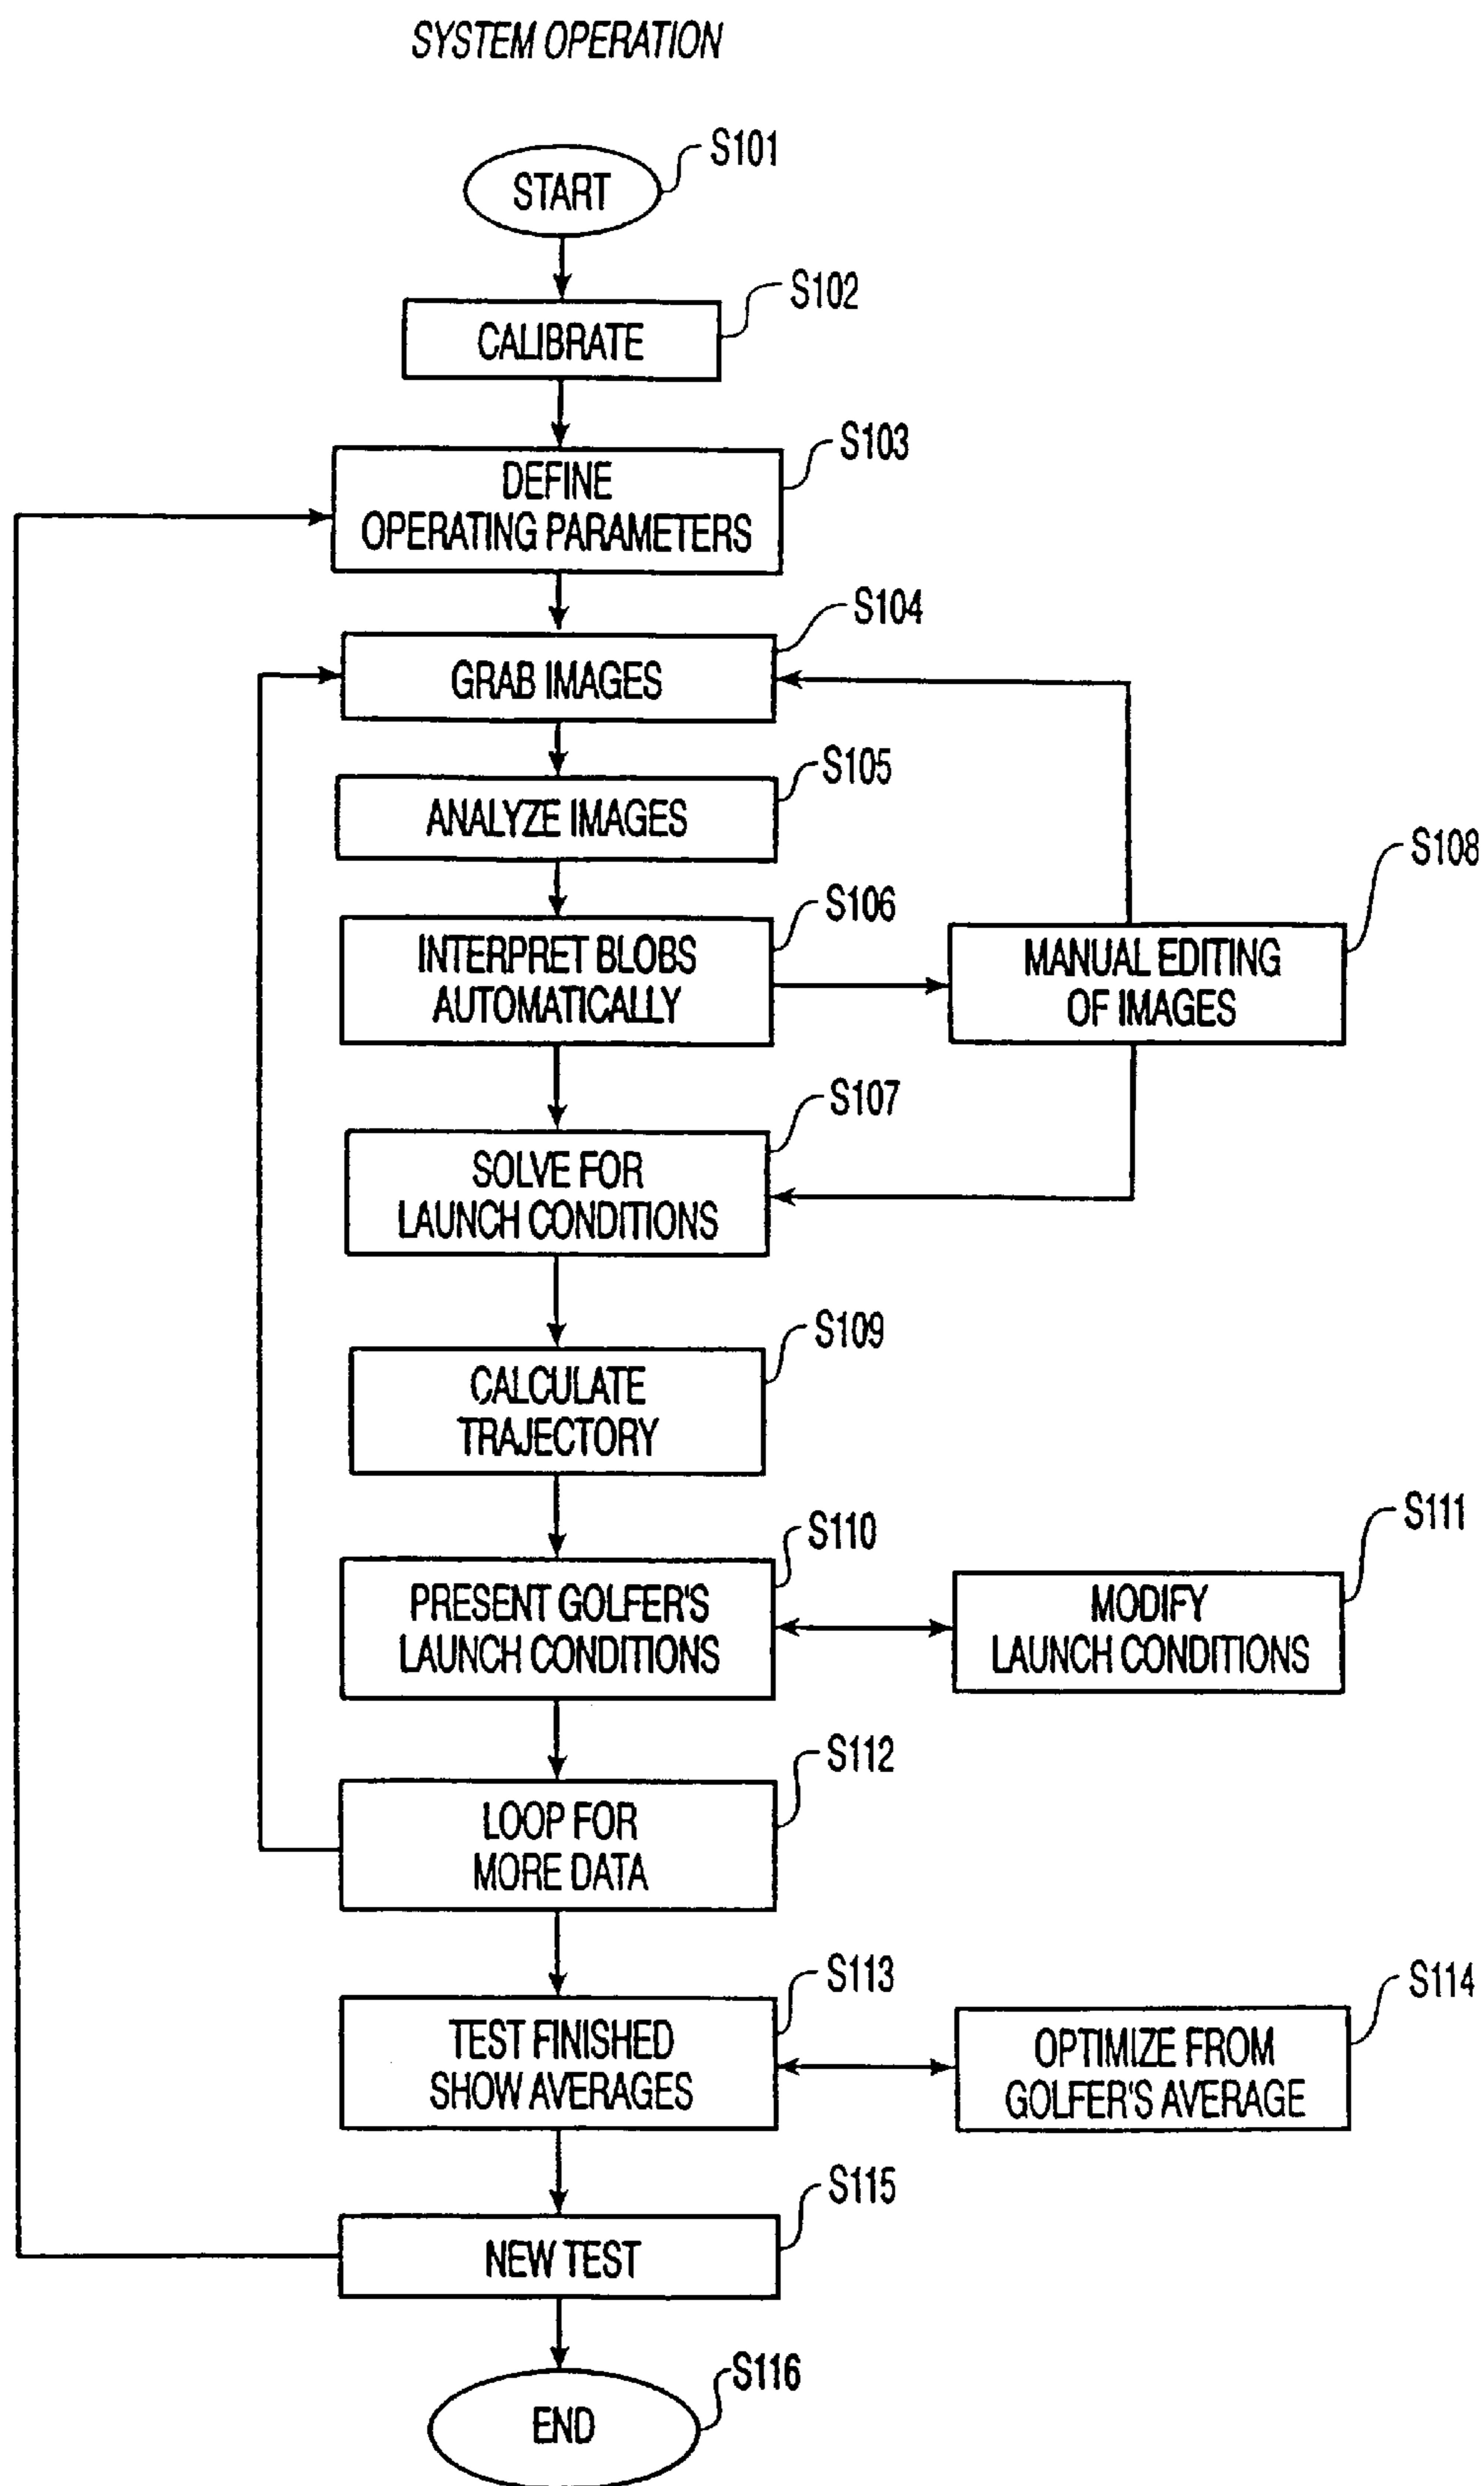 SYSTEM OPERATION
S101
START
S102
CALIBRATE
S103
DEFINE
OPERATING PARAMETERS
S104
GRAB IMAGES
S105
ANALYZE IMAGES
S108
S106
INTERPRET BLOBS
AUTOMATICALLY
MANUAL EDITING
OF IMAGES
S107
SOLVE FOR
LAUNCH CONDITIONS
S109
CALCULATE
TRAJECTORY
S110
PRESENT GOLFER'S
LAUNCH CONDITIONS
S111
MODIFY
LAUNCH CONDITIONS
S112
LOOP FOR
MORE DATA
S113
TEST FINISHED
SHOW AVERAGES
S114
OPTIMIZE FROM
GOLFER'S AVERAGE
S115
NEW TEST
S116
END